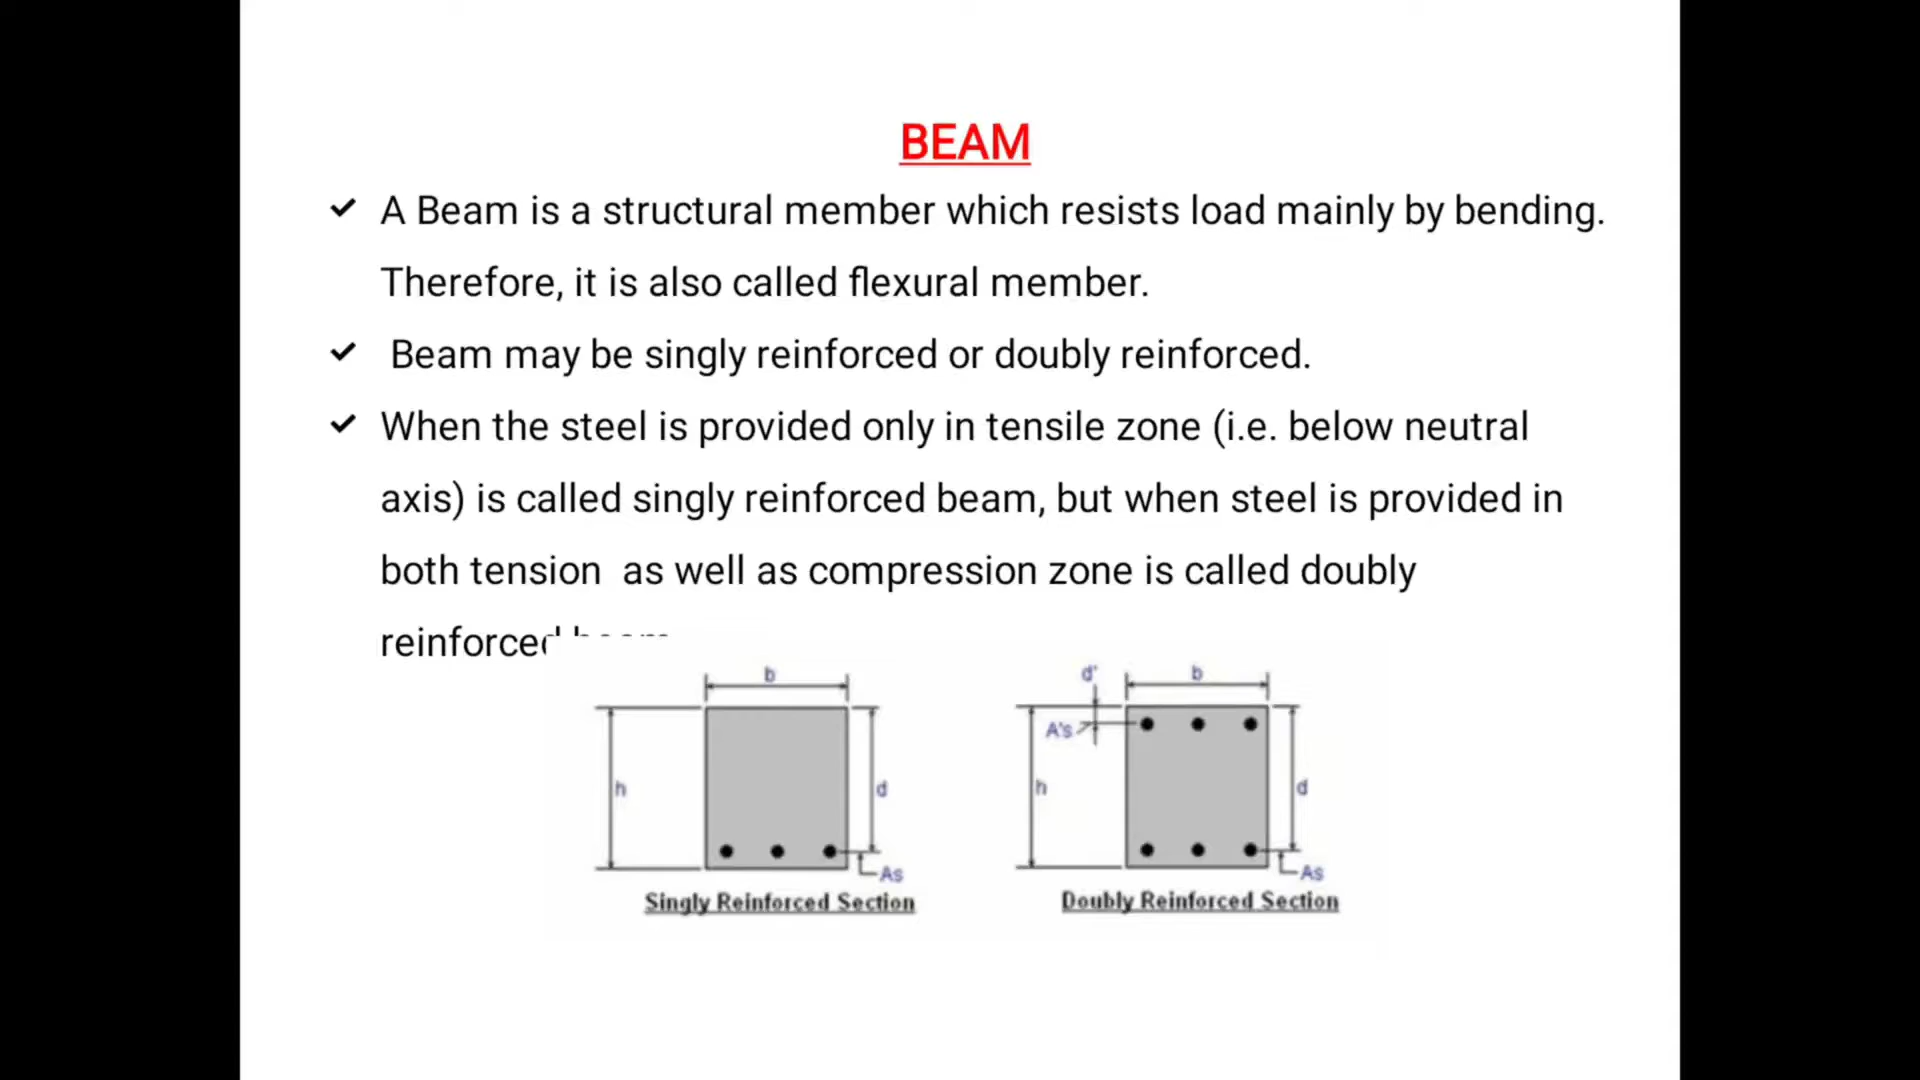 BEAM
✓ A Beam is a structural member which resists load mainly by bending.
Therefore, it is also called flexural member.
✓ Beam may be singly reinforced or doubly reinforced.
✓ When the steel is provided only in tensile zone (i.e. below neutral
axis) is called singly reinforced beam, but when steel is provided in
both tension as well as compression zone is called doubly
reinforced
b
h
d
As
Singly Reinforced Section
d'
b
A's
h
d
As
Doubly Reinforced Section